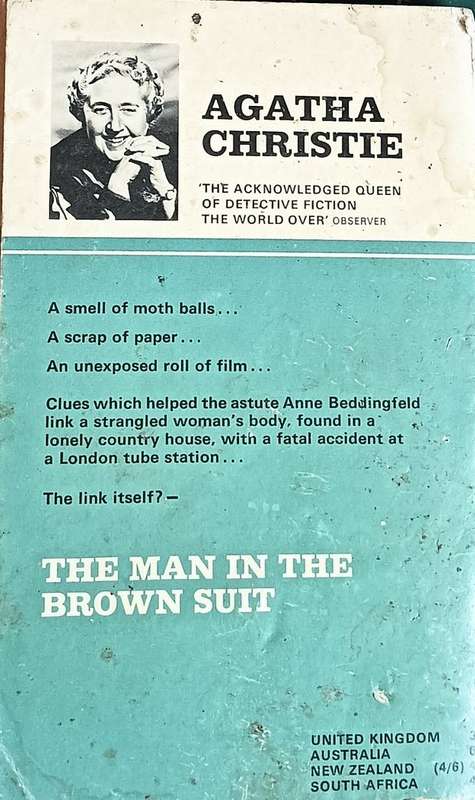 AGATHA
CHRISTIE
'THE ACKNOWLEDGED QUEEN
OF DETECTIVE FICTION
THE WORLD OVER' OBSERVER
A smell of moth balls...
A scrap of paper...
An unexposed roll of film...
Clues which helped the astute Anne Beddingfeld
link a strangled woman's body, found in a
lonely country house, with a fatal accident at
a London tube station...
The link itself?—
THE MAN IN THE
BROWN SUIT
UNITED KINGDOM
AUSTRALIA
NEW ZEALAND (4/6)
SOUTH AFRICA